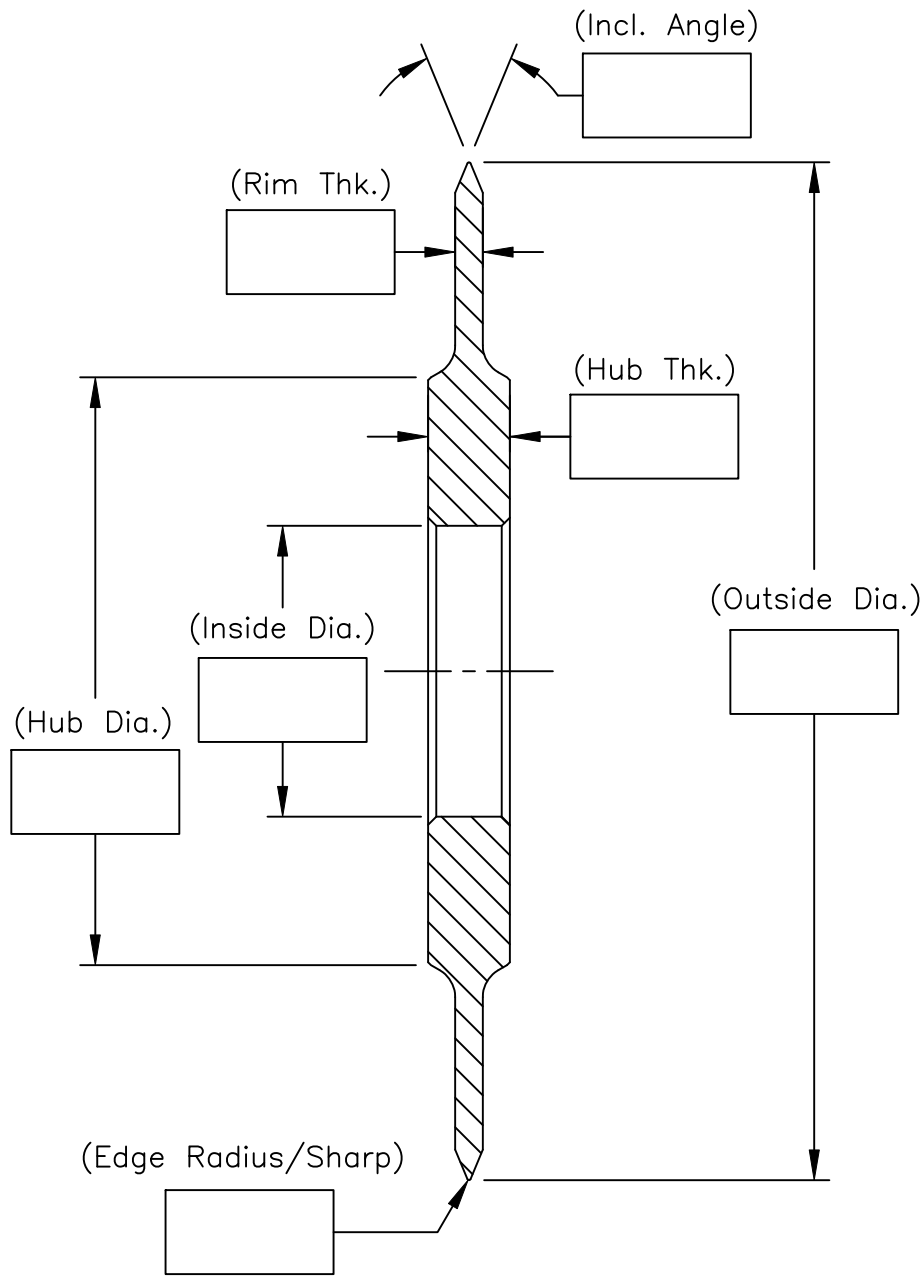 (Incl. Angle)
(Rim Thk.)
(Hub Thk.)
(Outside Dia.)
(Inside Dia.)
(Hub Dia.)
(Edge Radius/Sharp)